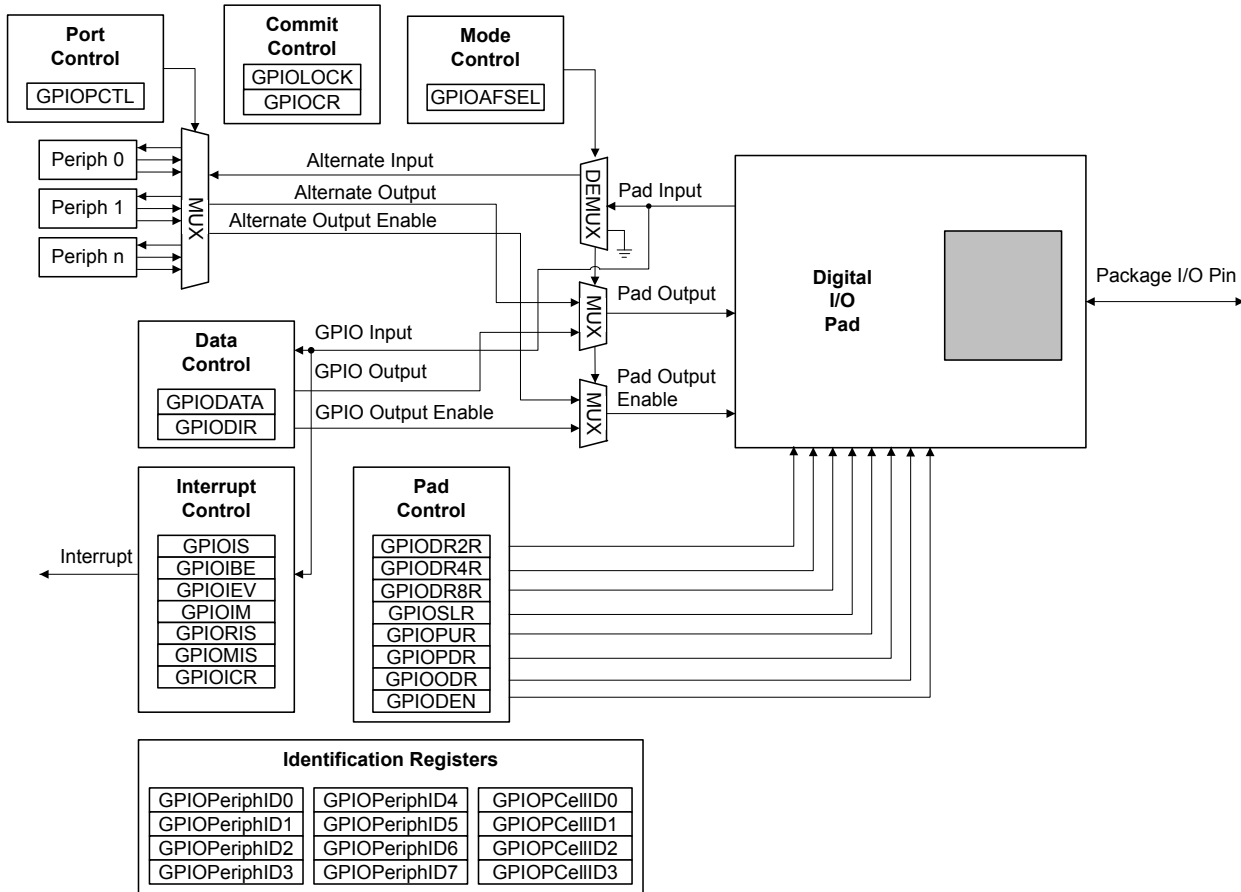 Port
Control
GPIOPCTL
Commit
Control
GPIOLOCK
GPIOCR
Mode
Control
GPIOAFSEL
Periph 0
Periph 1
Periph n
MUX
Alternate Input
Alternate Output
Alternate Output Enable
DEMUX
Pad Input
MUX
Pad Output
MUX
Pad Output
Enable
Digital
I/O
Pad
Package I/O Pin
Data
Control
GPIODATA
GPIODIR
GPIO Input
GPIO Output
GPIO Output Enable
Interrupt
Interrupt
Control
GPIOIS
GPIOIBE
GPIOIEV
GPIOIM
GPIORIS
GPIOMIS
GPIOICR
Pad
Control
GPIODR2R
GPIODR4R
GPIODR8R
GPIOSLR
GPIOPUR
GPIOPDR
GPIOODR
GPIODEN
Identification Registers
GPIOPeriphID0
GPIOPeriphID1
GPIOPeriphID2
GPIOPeriphID3
GPIOPeriphID4
GPIOPeriphID5
GPIOPeriphID6
GPIOPeriphID7
GPIOPCellID0
GPIOPCellID1
GPIOPCellID2
GPIOPCellID3